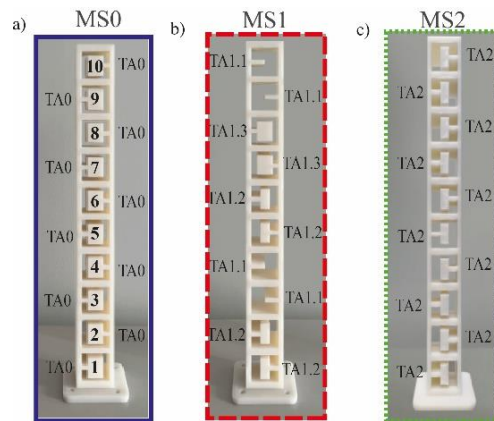 a) MS0
10 TA0
TA0 9
8 TA0
TA0 7
6 TA0
TA0 5
4 TA0
TA0 3
2 TA0
TA0 1
b) MS1
TA1.1
TA1.1
TA1.3
TA1.3
TA1.2
TA1.2
TA1.1
TA1.1
TA1.2
TA1.2
c) MS2
TA2
TA2
TA2
TA2
TA2
TA2
TA2
TA2
TA2
TA2